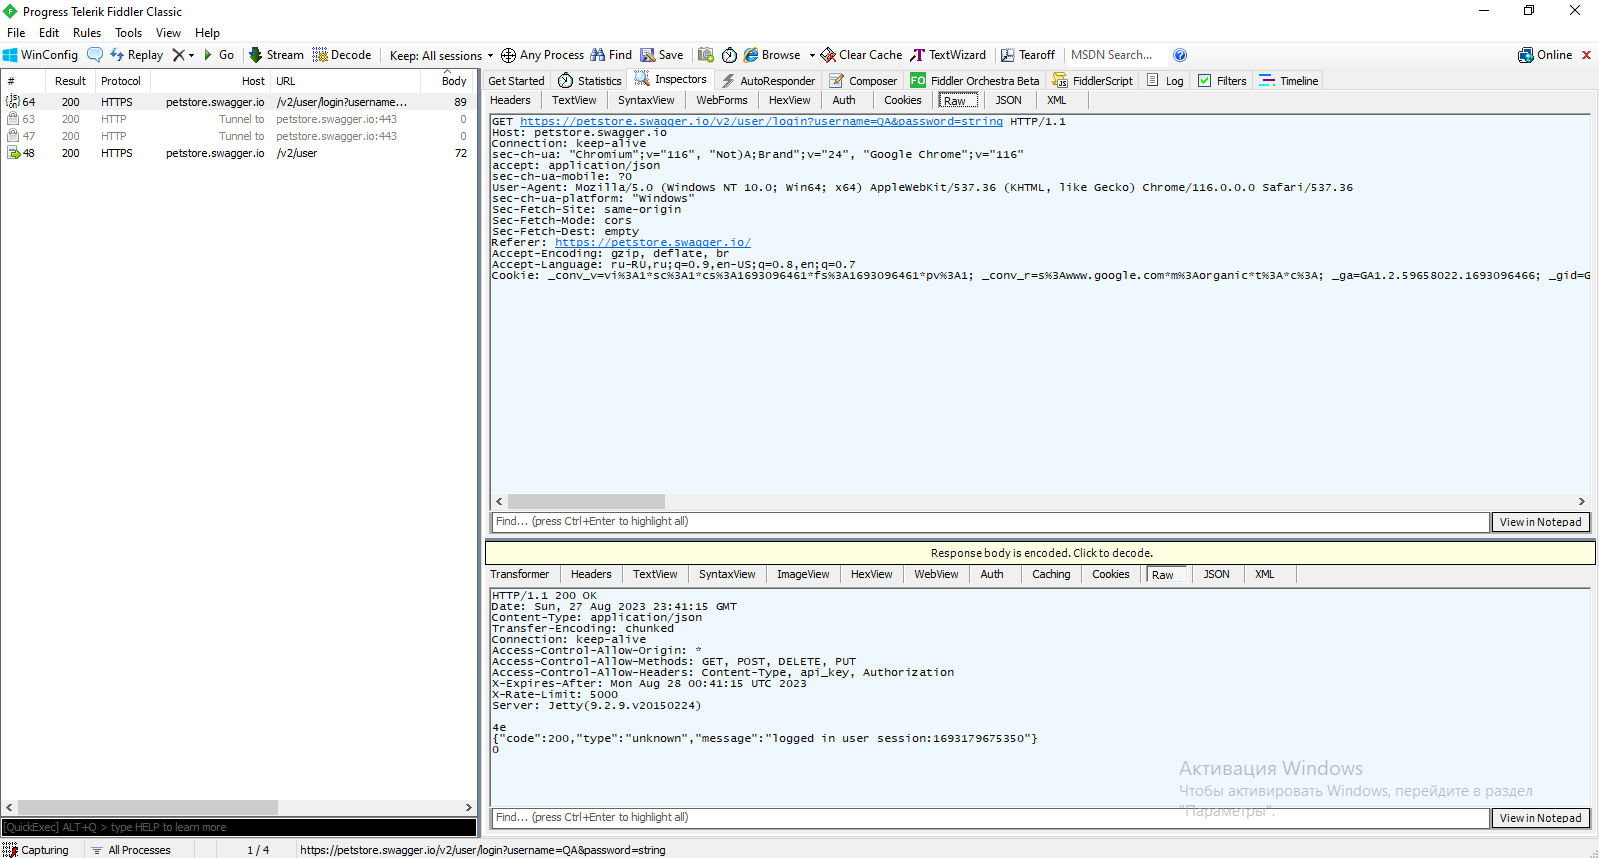 Progress Telerik Fiddler Classic
File Edit Rules Tools View Help
WinConfig Replay Go Stream Decode Keep: All sessions Any Process Find Save Browse Clear Cache TextWizard Tearoff MSDN Search... Online
# Result Protocol Host URL Body
64 200 HTTPS petstore.swagger.io /v2/user/login?username... 89
63 200 HTTP Tunnel to petstore.swagger.io:443 0
47 200 HTTP Tunnel to petstore.swagger.io:443 0
48 200 HTTPS petstore.swagger.io /v2/user 72
Get Started Statistics Inspectors AutoResponder Composer FO Fiddler Orchestra Beta FiddlerScript Log Filters Timeline
Headers TextView SyntaxView WebForms HexView Auth Cookies Raw JSON XML
GET https://petstore.swagger.io/v2/user/login?username=QA&password=string HTTP/1.1
Host: petstore.swagger.io
Connection: keep-alive
sec-ch-ua: "Chromium";v="116", "Not)A;Brand";v="24", "Google Chrome";v="116"
accept: application/json
sec-ch-ua-mobile: ?0
User-Agent: Mozilla/5.0 (Windows NT 10.0; Win64; x64) AppleWebKit/537.36 (KHTML, like Gecko) Chrome/116.0.0.0 Safari/537.36
sec-ch-ua-platform: "Windows"
Sec-Fetch-Site: same-origin
Sec-Fetch-Mode: cors
Sec-Fetch-Dest: empty
Referer: https://petstore.swagger.io/
Accept-Encoding: gzip, deflate, br
Accept-Language: ru-RU,ru;q=0.9,en-US;q=0.8,en;q=0.7
Cookie: _conv_v=vi%3A1*sc%3A1*cs%3A1693096461*fs%3A1693096461*pv%3A1; _conv_r=s%3Awww.google.com*m%3Aorganic*t%3A*c%3A; _ga=GA1.2.59658022.1693096466; _gid=G
Find... (press Ctrl+Enter to highlight all) View in Notepad
Response body is encoded. Click to decode.
Transformer Headers TextView SyntaxView ImageView HexView WebView Auth Caching Cookies Raw JSON XML
HTTP/1.1 200 OK
Date: Sun, 27 Aug 2023 23:41:15 GMT
Content-Type: application/json
Transfer-Encoding: chunked
Connection: keep-alive
Access-Control-Allow-Origin: *
Access-Control-Allow-Methods: GET, POST, DELETE, PUT
Access-Control-Allow-Headers: Content-Type, api_key, Authorization
X-Expires-After: Mon Aug 28 00:41:15 UTC 2023
X-Rate-Limit: 5000
Server: Jetty(9.2.9.v20150224)
4e
{"code":200,"type":"unknown","message":"logged in user session:1693179675350"}
0
Активация Windows
Чтобы активировать Windows, перейдите в раздел
"Параметры".
Find... (press Ctrl+Enter to highlight all) View in Notepad
[QuickExec] ALT+Q > type HELP to learn more
Capturing All Processes 1 / 4 https://petstore.swagger.io/v2/user/login?username=QA&password=string